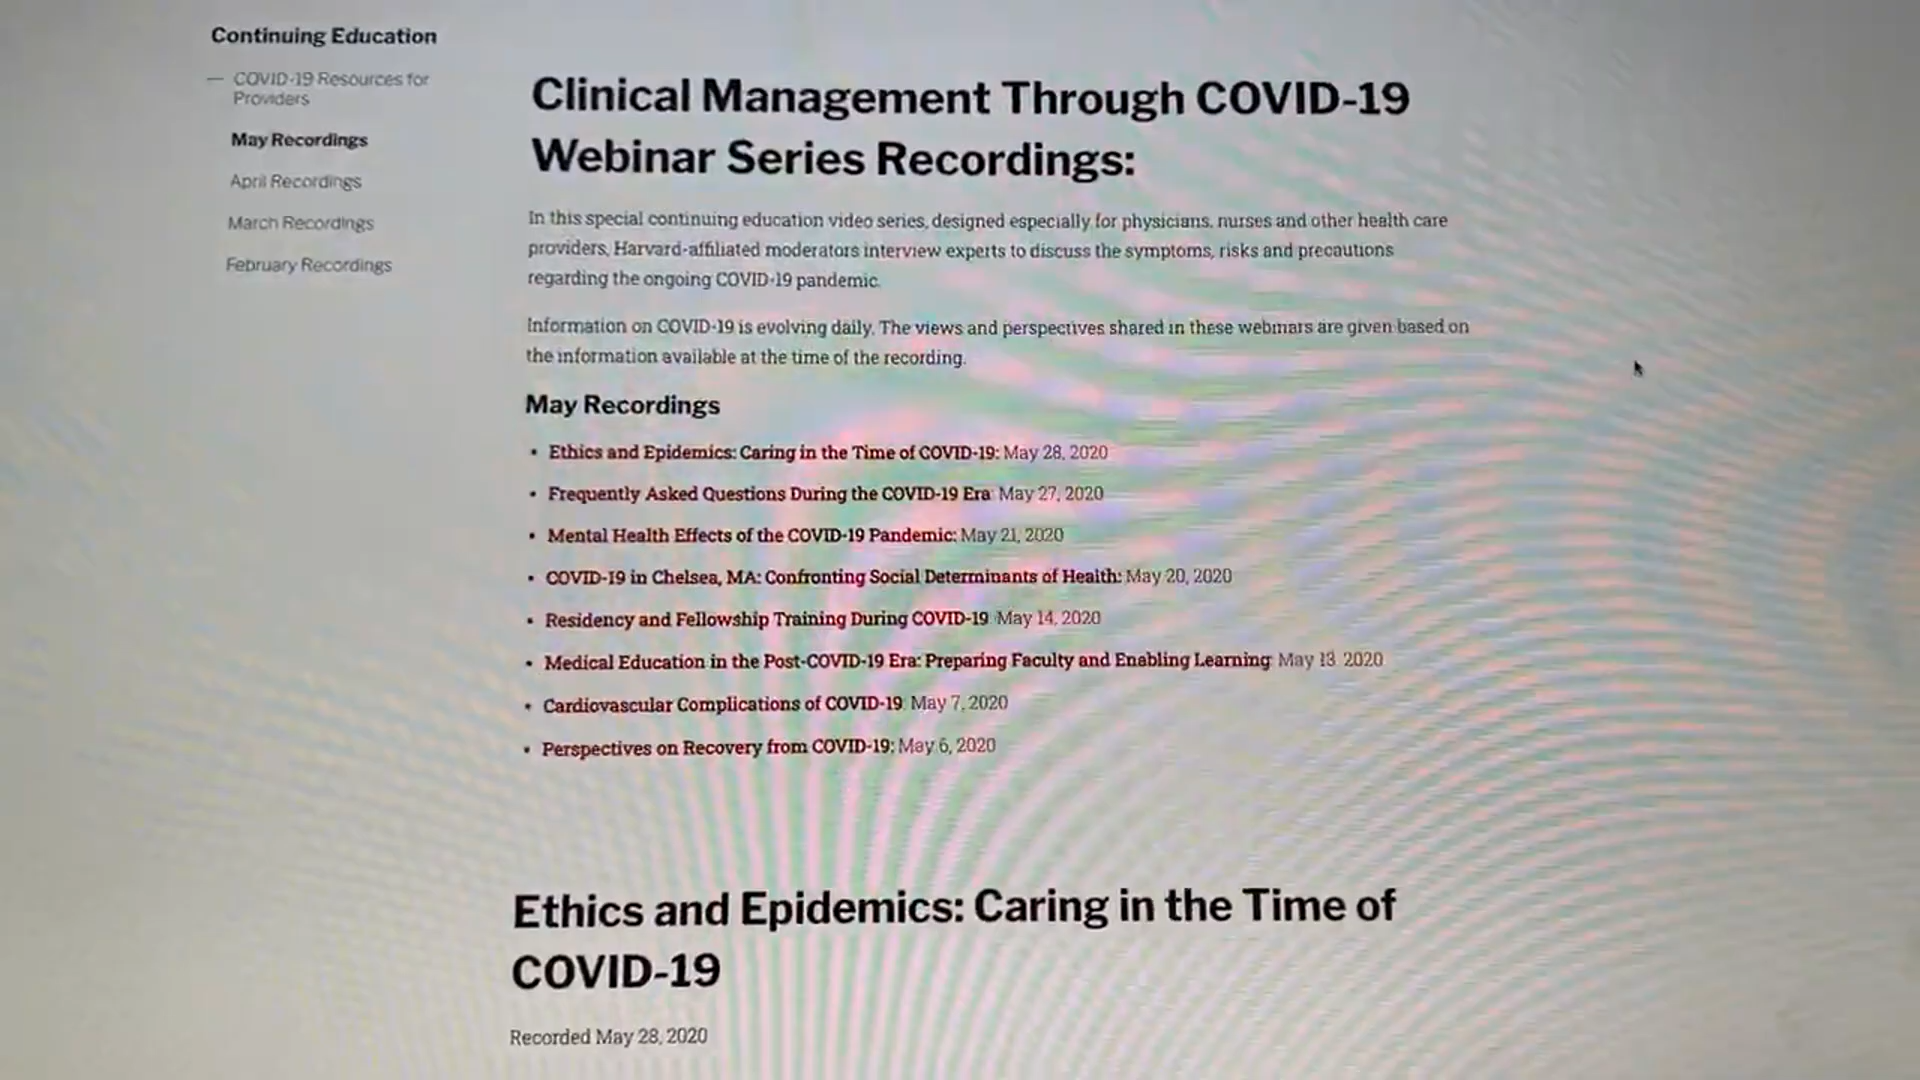 Continuing Education
— COVID-19 Resources for
Providers
May Recordings
April Recordings
March Recordings
February Recordings
Clinical Management Through COVID-19
Webinar Series Recordings:
In this special continuing education video series, designed especially for physicians, nurses and other health care
providers, Harvard-affiliated moderators interview experts to discuss the symptoms, risks and precautions
regarding the ongoing COVID-19 pandemic.
Information on COVID-19 is evolving daily. The views and perspectives shared in these webinars are given based on
the information available at the time of the recording.
May Recordings
• Ethics and Epidemics: Caring in the Time of COVID-19: May 28, 2020
• Frequently Asked Questions During the COVID-19 Era: May 27, 2020
• Mental Health Effects of the COVID-19 Pandemic: May 21, 2020
• COVID-19 in Chelsea, MA: Confronting Social Determinants of Health: May 20, 2020
• Residency and Fellowship Training During COVID-19: May 14, 2020
• Medical Education in the Post-COVID-19 Era: Preparing Faculty and Enabling Learning: May 13, 2020
• Cardiovascular Complications of COVID-19: May 7, 2020
• Perspectives on Recovery from COVID-19: May 6, 2020
Ethics and Epidemics: Caring in the Time of
COVID-19
Recorded May 28, 2020